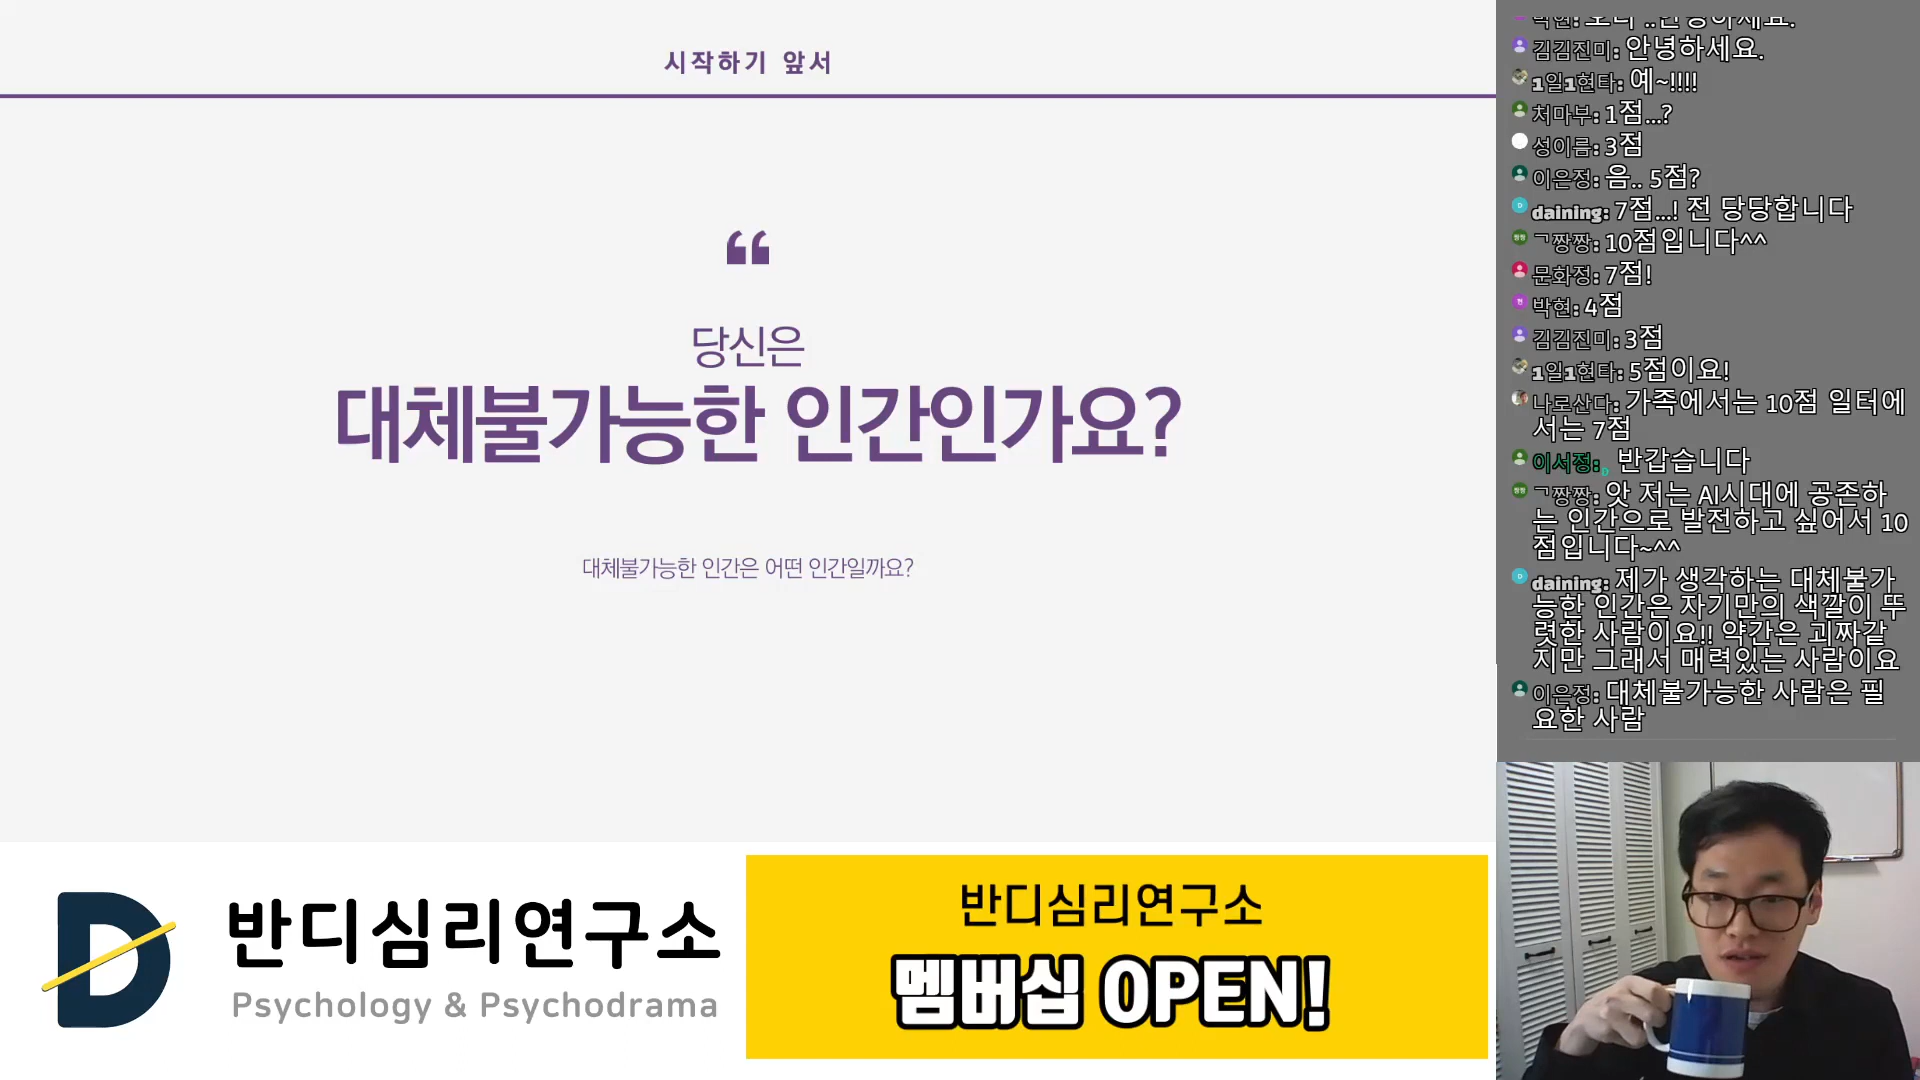 시작하기 앞서
“
당신은
대체불가능한 인간인가요?
대체불가능한 인간은 어떤 인간일까요?
반디심리연구소
Psychology & Psychodrama
반디심리연구소
멤버십 OPEN!
김김진미: 안녕하세요.
1일1현타: 예~!!!!
처마부: 1점...?
성이름: 3점
이은정: 음.. 5점?
daining: 7점...! 전 당당합니다
ㄱ짱짱: 10점입니다^^
문화정: 7점!
박현: 4점
김김진미: 3점
1일1현타: 5점이요!
나로산다: 가족에서는 10점 일터에
서는 7점
이서정: 반갑습니다
ㄱ짱짱: 앗 저는 AI시대에 공존하
는 인간으로 발전하고 싶어서 10
점입니다~^^
daining: 제가 생각하는 대체불가
능한 인간은 자기만의 색깔이 뚜
렷한 사람이요!! 약간은 괴짜같
지만 그래서 매력있는 사람이요
이은정: 대체불가능한 사람은 필
요한 사람